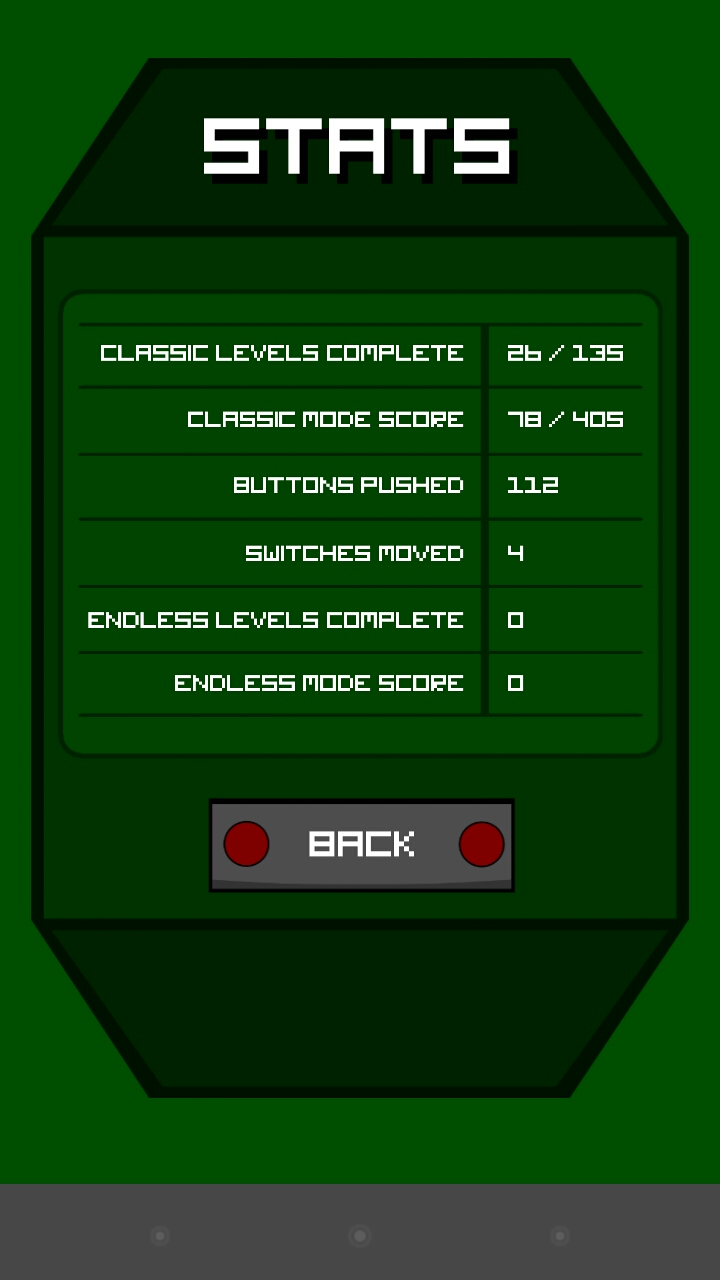 STATS
CLASSIC LEVELS COMPLETE 26 / 135
CLASSIC MODE SCORE 78 / 405
BUTTONS PUSHED 112
SWITCHES MOVED 4
ENDLESS LEVELS COMPLETE 0
ENDLESS MODE SCORE 0
BACK